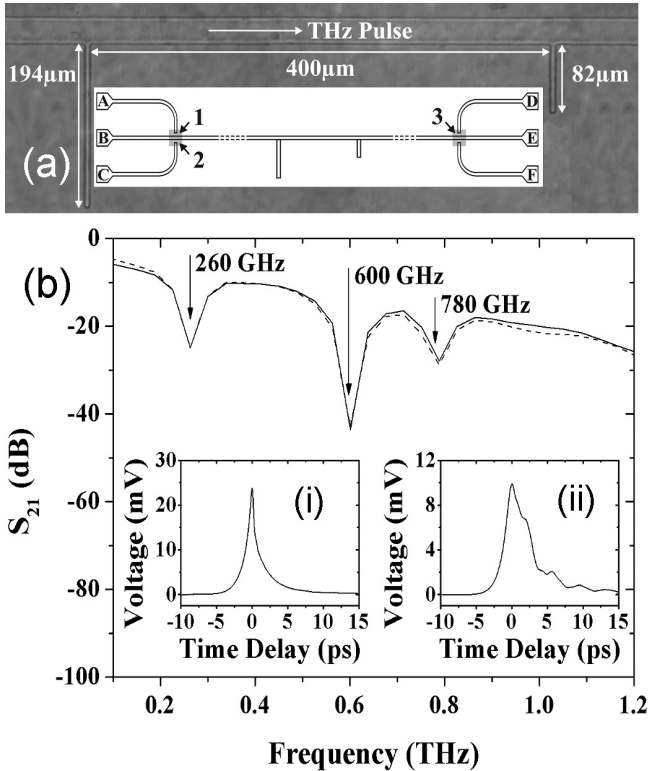 THz Pulse
194μm
400μm
82μm
A
1
3
D
B
E
C
2
F
(a)
(b)
260 GHz
600 GHz
780 GHz
S21 (dB)
0
-20
-40
-60
-80
-100
(i)
Voltage (mV)
30
20
10
0
-10 -5 0 5 10 15
Time Delay (ps)
(ii)
Voltage (mV)
12
8
4
0
-10 -5 0 5 10 15
Time Delay (ps)
0.2 0.4 0.6 0.8 1.0 1.2
Frequency (THz)